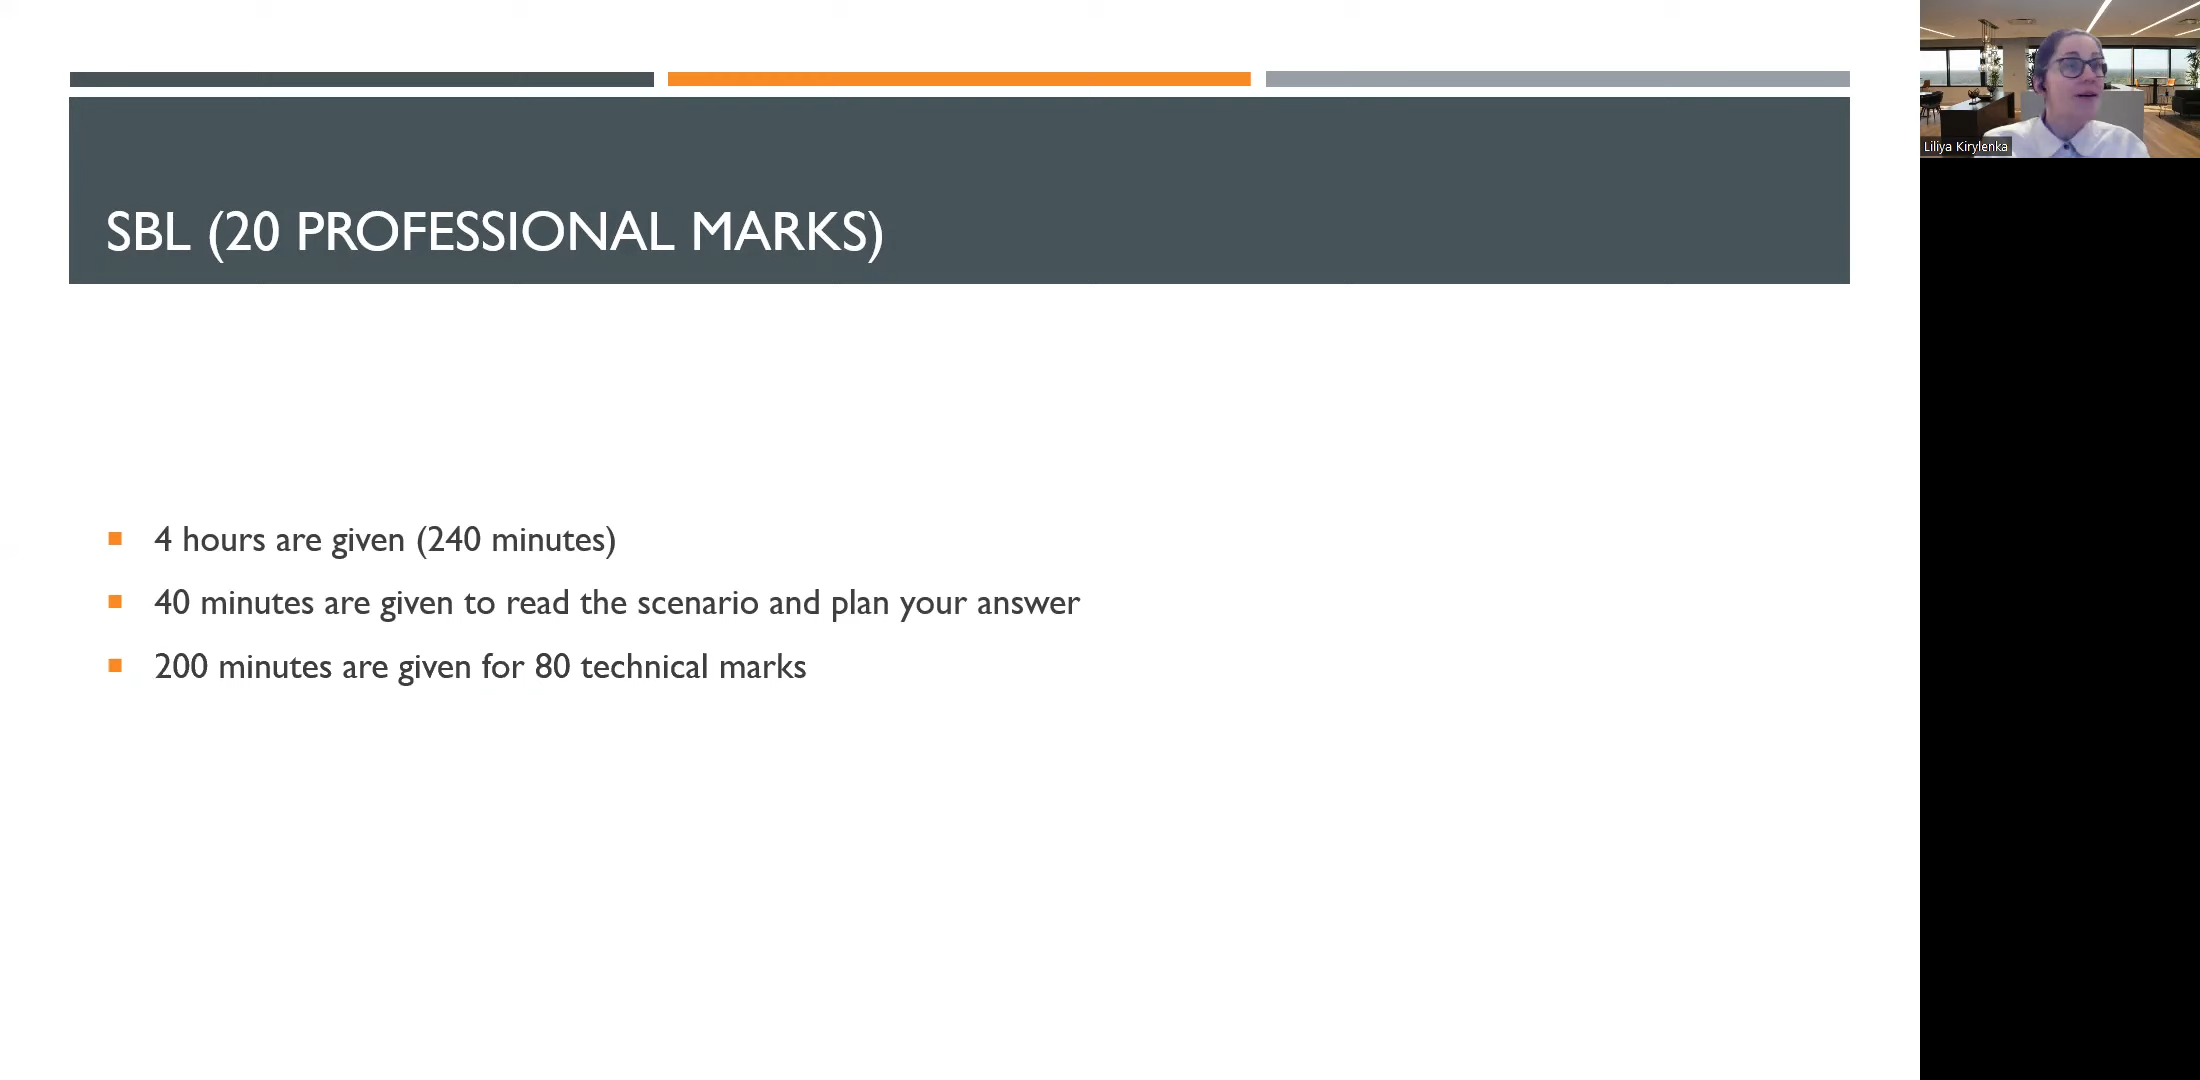 SBL (20 PROFESSIONAL MARKS)
4 hours are given (240 minutes)
40 minutes are given to read the scenario and plan your answer
200 minutes are given for 80 technical marks
Liliya Kirylenka